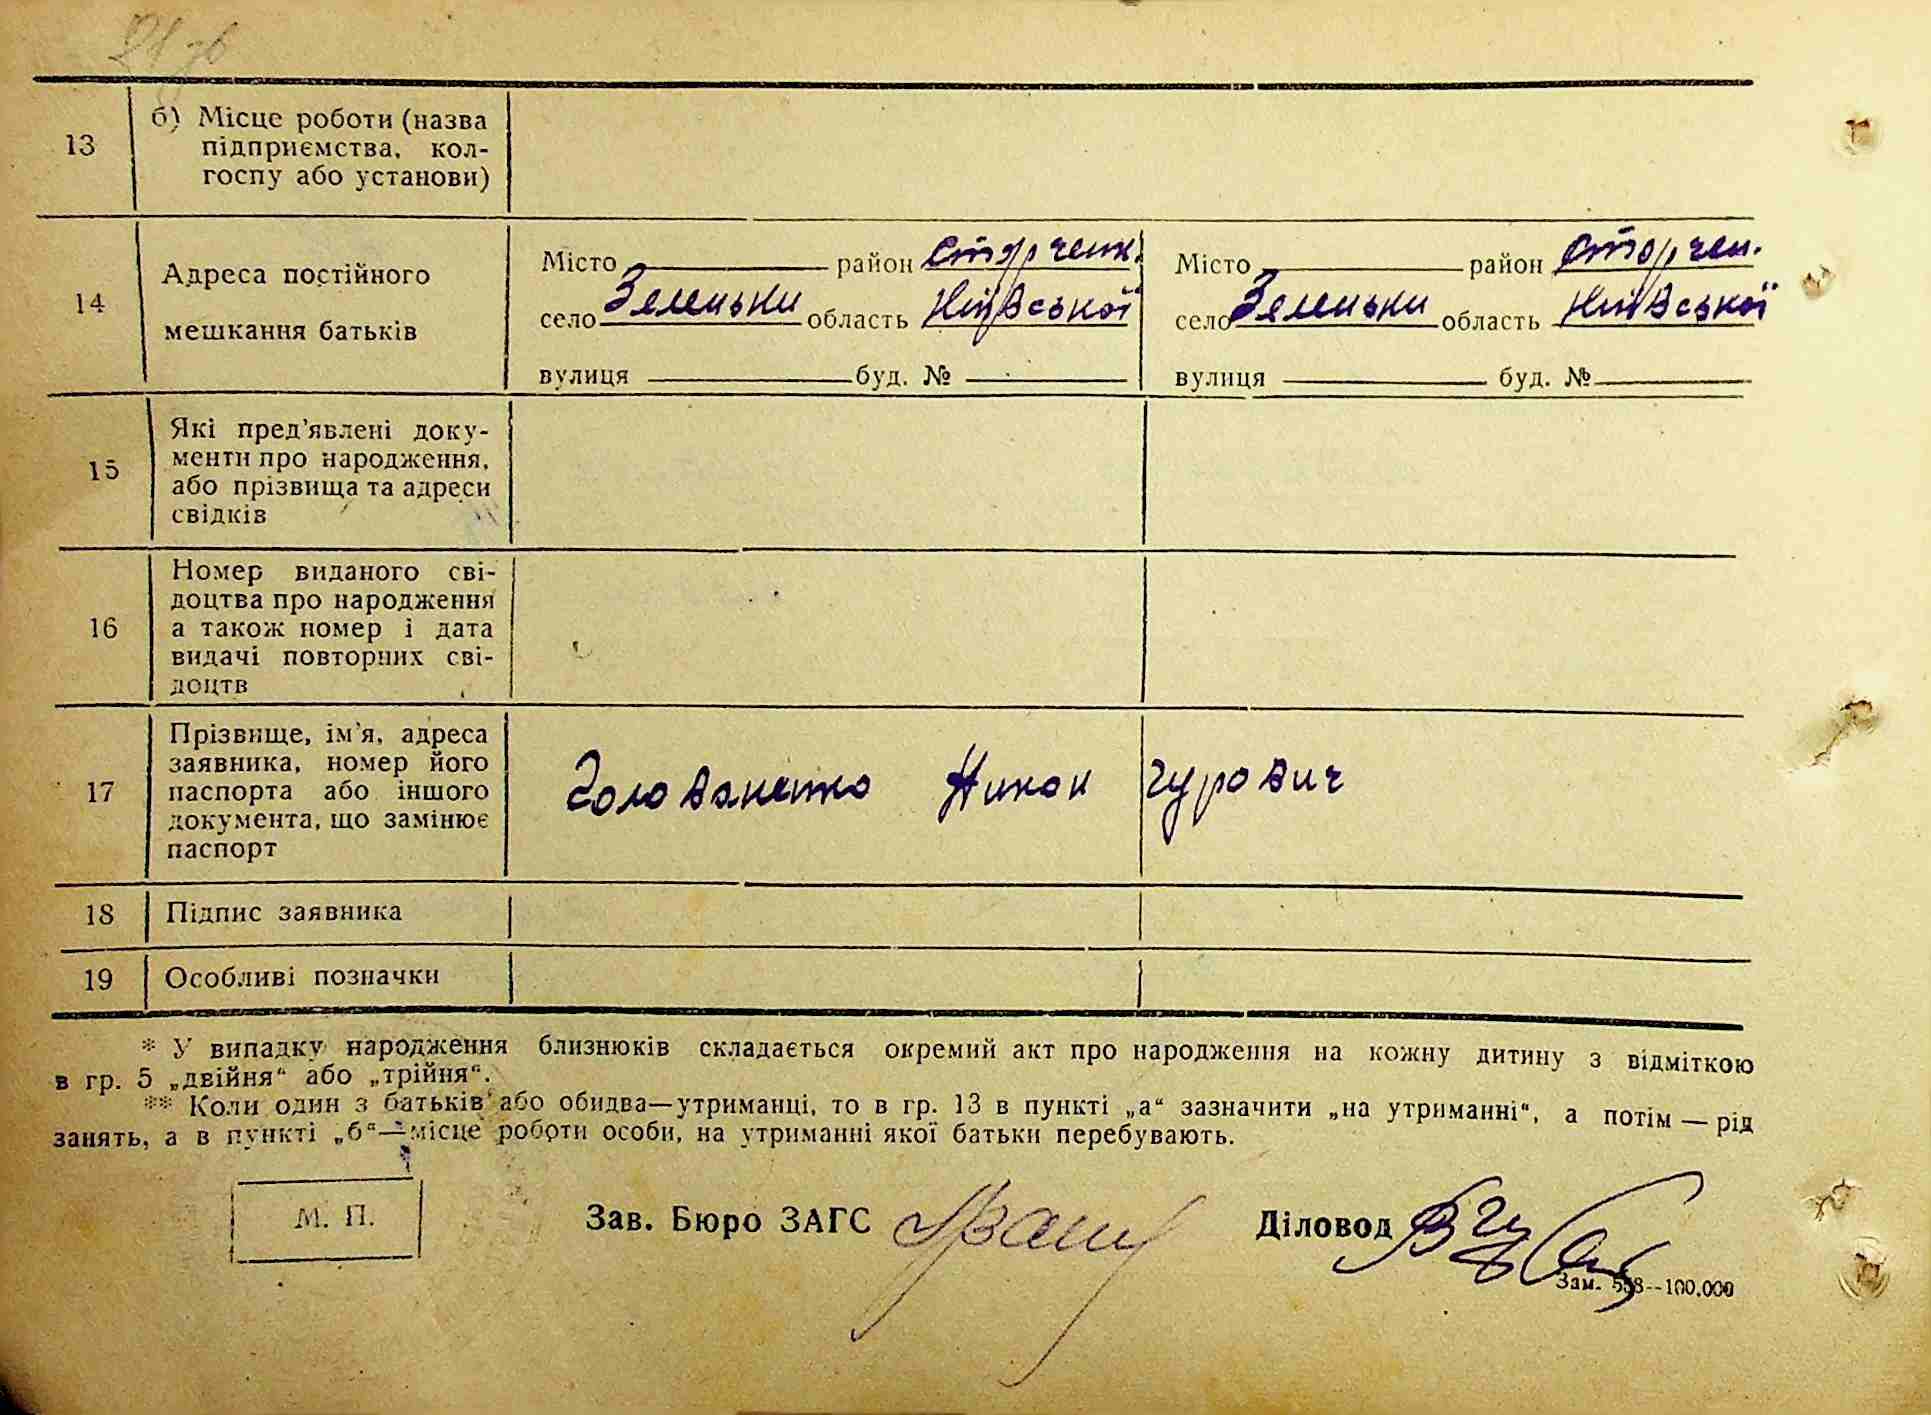 13
б) Місце роботи (назва
підприємства, кол-
госпу або установи)
14
Адреса постійного
мешкання батьків
Місто район
село Зеленьки область Київської
вулиця буд. №
Місто район
село Зеленьки область Київської
вулиця буд. №
15
Які пред'явлені доку-
менти про народження,
або прізвища та адреси
свідків
16
Номер виданого сві-
доцтва про народження
а також номер і дата
видачі повторних сві-
доцтв
17
Прізвище, ім'я, адреса
заявника, номер його
паспорта або іншого
документа, що замінює
паспорт
Голованенко Никон Гурович
18
Підпис заявника
19
Особливі позначки
* У випадку народження близнюків складається окремий акт про народження на кожну дитину з відміткою
в гр. 5 „двійня“ або „трійня“.
** Коли один з батьків або обидва—утриманці, то в гр. 13 в пункті „а“ зазначити „на утриманні“, а потім — рід
занять, а в пункті „б“—місце роботи особи, на утриманні якої батьки перебувають.
М. П.
Зав. Бюро ЗАГС
Діловод
Зам. 558--100.000